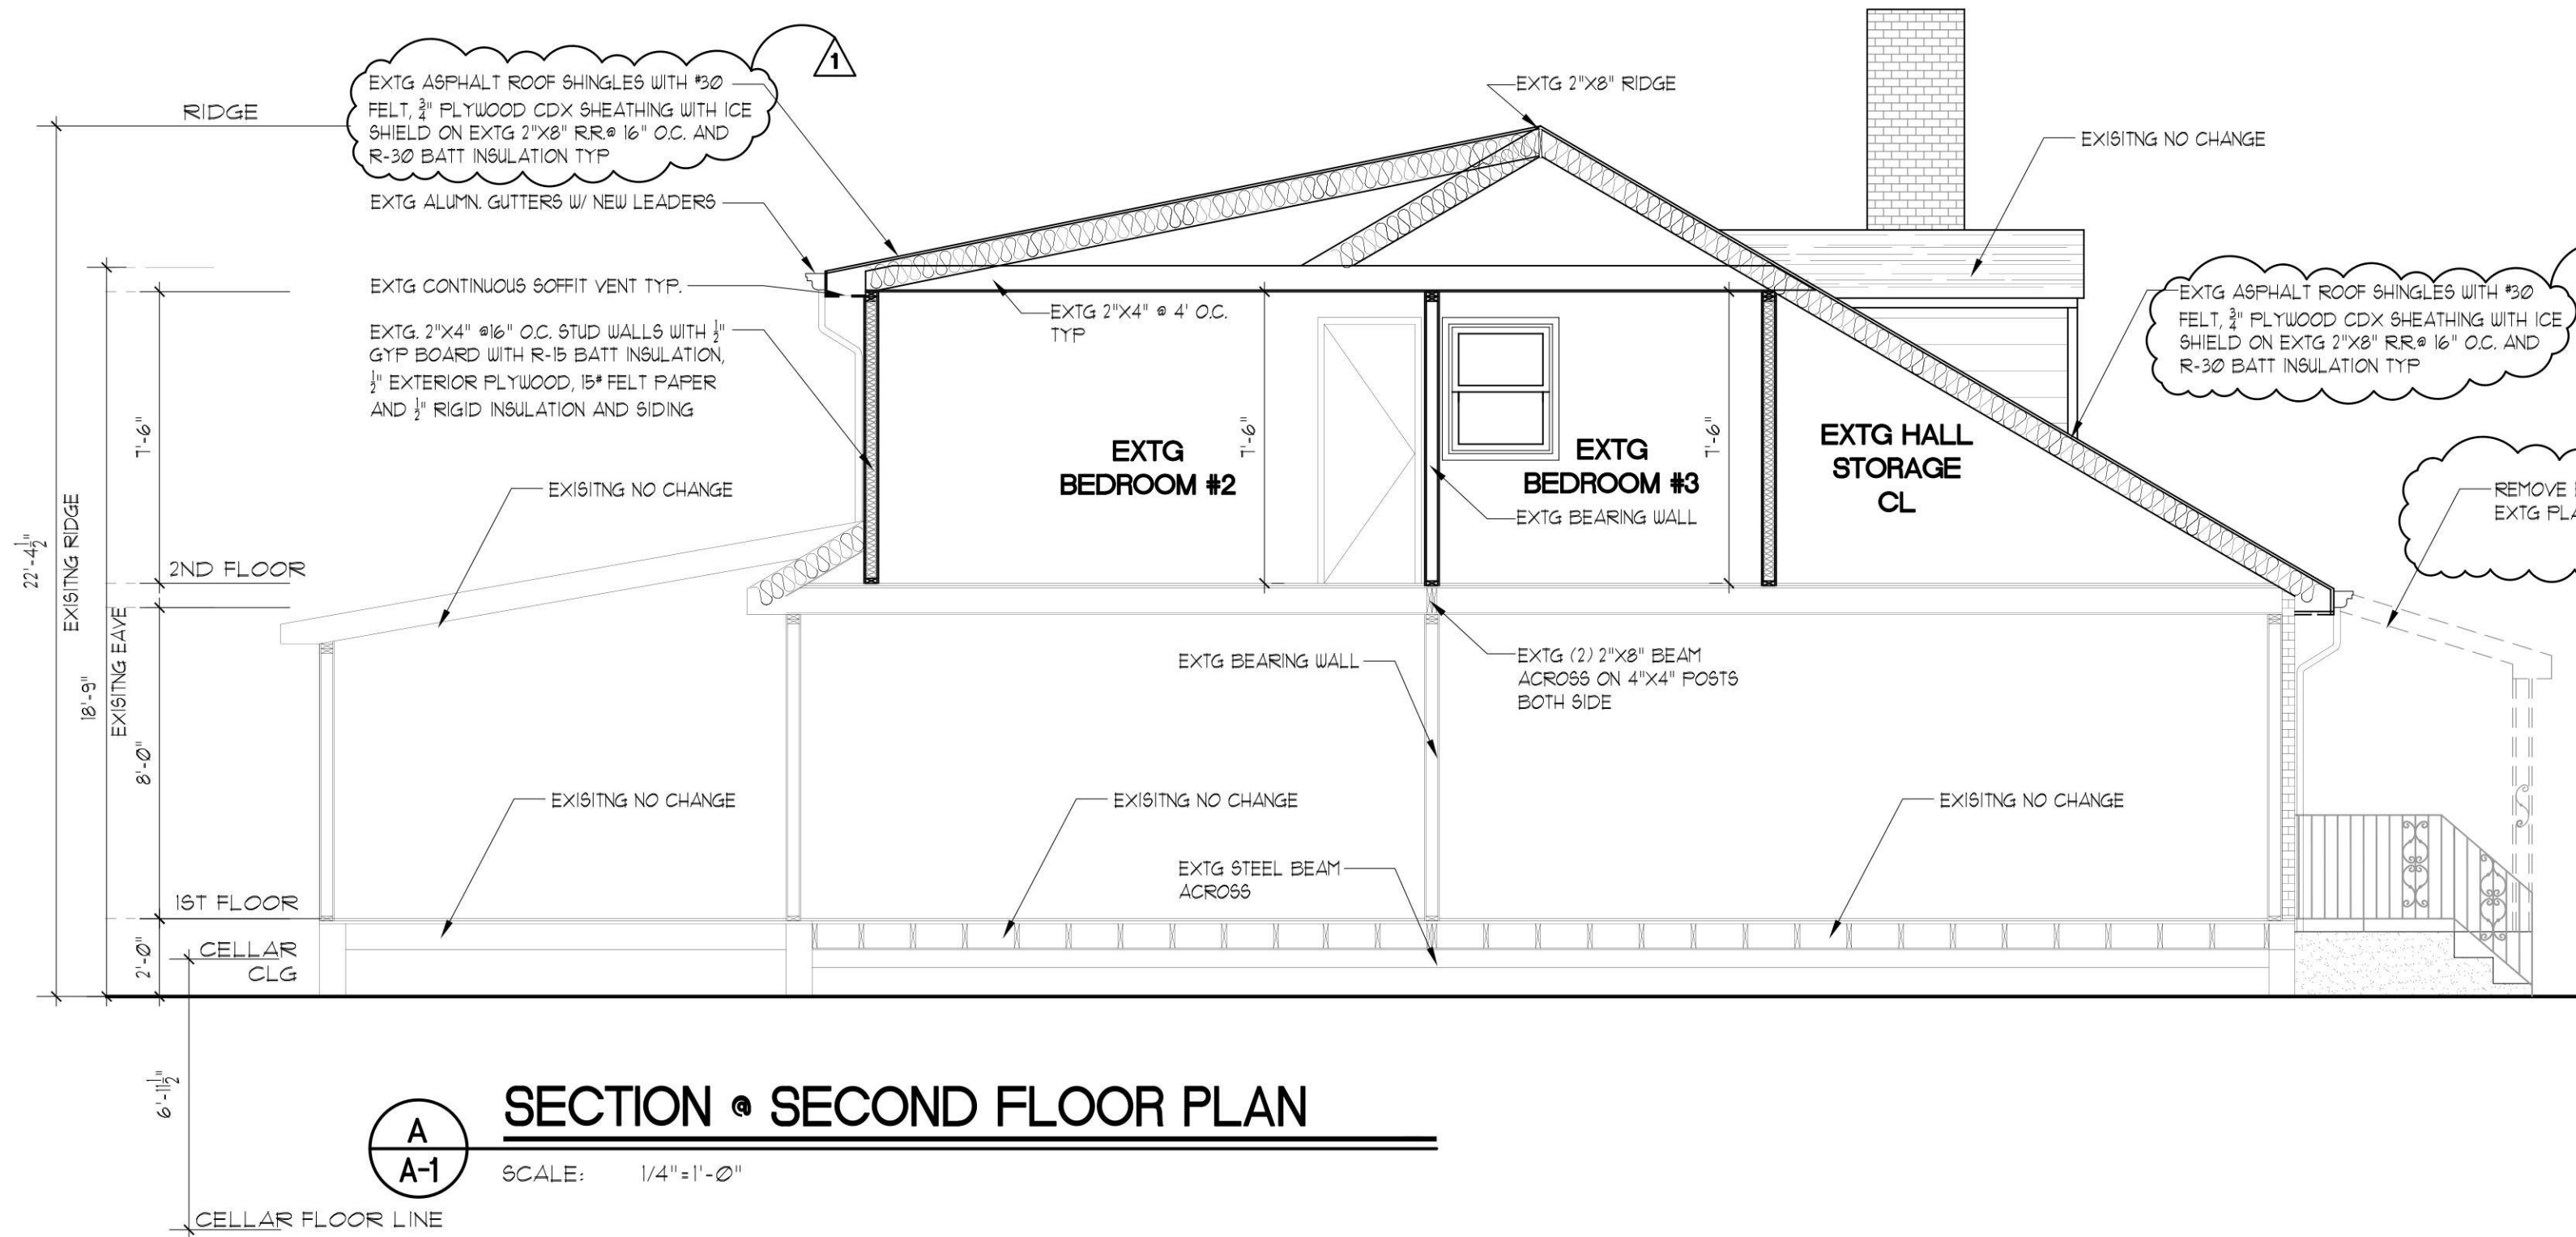 1
EXTG ASPHALT ROOF SHINGLES WITH #30
FELT, 3/4" PLYWOOD CDX SHEATHING WITH ICE
SHIELD ON EXTG 2"X8" R.R.@ 16" O.C. AND
R-30 BATT INSULATION TYP
RIDGE
EXTG 2"X8" RIDGE
EXISITNG NO CHANGE
EXTG ALUMN. GUTTERS W/ NEW LEADERS
EXTG CONTINUOUS SOFFIT VENT TYP.
EXTG 2"X4" @ 4' O.C.
TYP
EXTG ASPHALT ROOF SHINGLES WITH #30
FELT, 3/4" PLYWOOD CDX SHEATHING WITH ICE
SHIELD ON EXTG 2"X8" R.R.@ 16" O.C. AND
R-30 BATT INSULATION TYP
EXTG. 2"X4" @16" O.C. STUD WALLS WITH 1/2"
GYP BOARD WITH R-15 BATT INSULATION,
1/2" EXTERIOR PLYWOOD, 15# FELT PAPER
AND 1/2" RIGID INSULATION AND SIDING
7'-6"
7'-6"
7'-6"
EXTG
BEDROOM #2
EXTG
BEDROOM #3
EXTG HALL
STORAGE
CL
EXISITNG NO CHANGE
EXTG BEARING WALL
REMOVE
EXTG
22'-4 1/2"
EXISITNG RIDGE
2ND FLOOR
18'-9"
EXISITNG EAVE
EXTG BEARING WALL
EXTG (2) 2"X8" BEAM
ACROSS ON 4"X4" POSTS
BOTH SIDE
8'-0"
EXISITNG NO CHANGE
EXISITNG NO CHANGE
EXISITNG NO CHANGE
EXTG STEEL BEAM
ACROSS
1ST FLOOR
2'-0"
CELLAR
CLG
6'-11 1/2"
A
A-1
SECTION @ SECOND FLOOR PLAN
SCALE: 1/4"=1'-0"
CELLAR FLOOR LINE